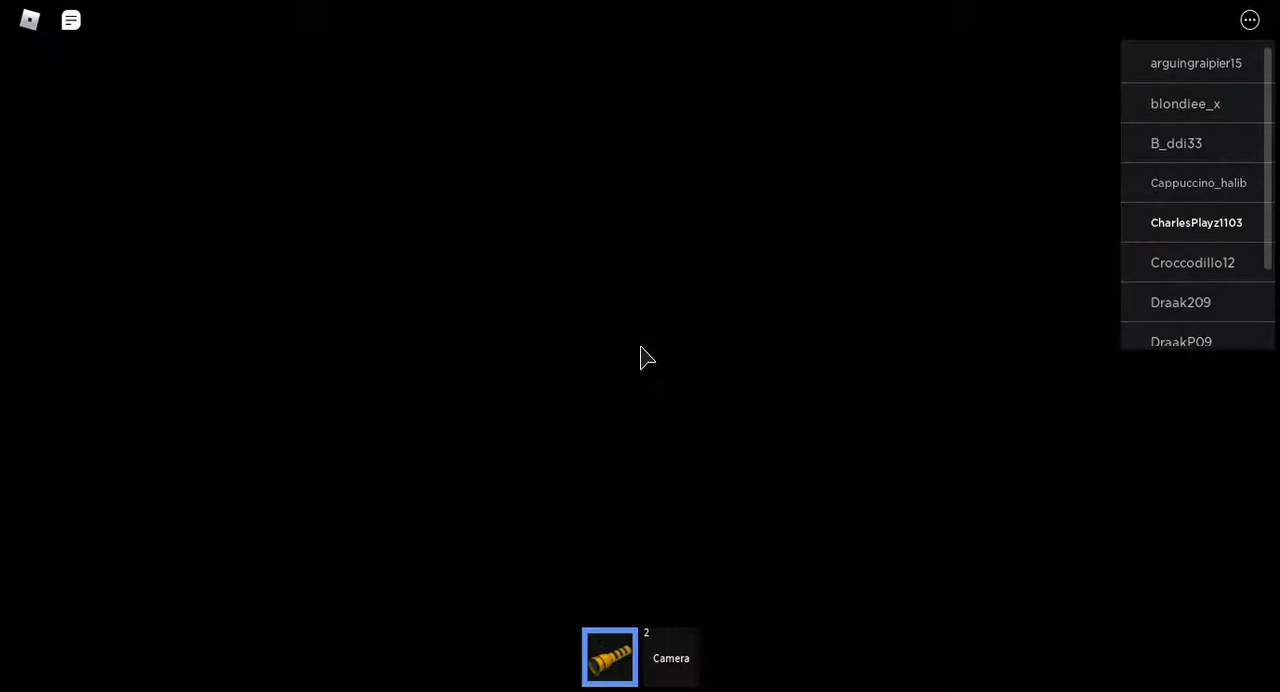 arguingraipier15
blondiee_x
B_ddi33
Cappuccino_halib
CharlesPlayz1103
Croccodillo12
Draak209
DraakP09
2
Camera